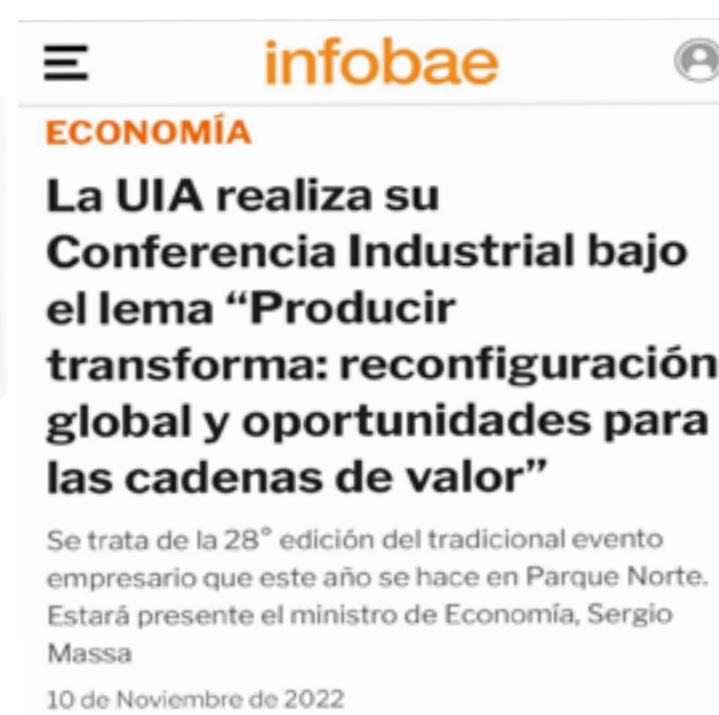 infobae
ECONOMÍA
La UIA realiza su
Conferencia Industrial bajo
el lema “Producir
transforma: reconfiguración
global y oportunidades para
las cadenas de valor”
Se trata de la 28° edición del tradicional evento
empresario que este año se hace en Parque Norte.
Estará presente el ministro de Economía, Sergio
Massa
10 de Noviembre de 2022